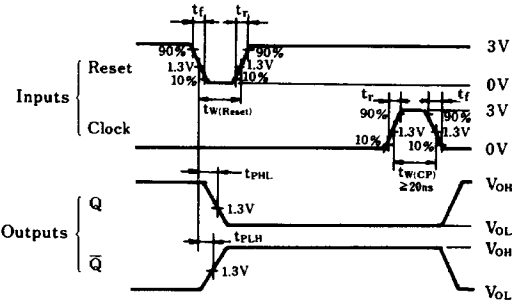 tf tr
90% 90% 3V
Reset 1.3V 1.3V
10% 10% 0V
Inputs tW(Reset) tr tf
90% 90% 3V
Clock 1.3V 1.3V
10% 10% 0V
tW(CP)
≧20ns
tPHL VOH
Q 1.3V
VOL
Outputs tPLH VOH
Q̄ 1.3V
VOL